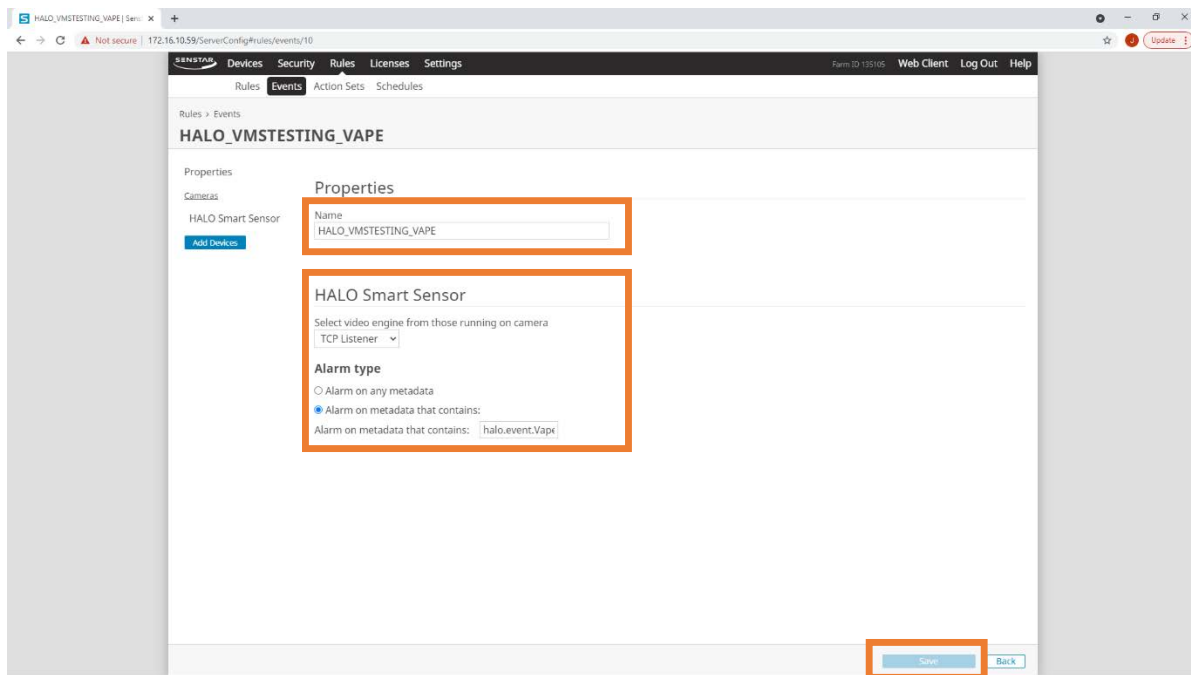 HALO_VMSTESTING_VAPE | Sens
Not secure | 172.16.10.59/ServerConfig#rules/events/10
J Update
SENSTAR Devices Security Rules Licenses Settings Farm ID 135105 Web Client Log Out Help
Rules Events Action Sets Schedules
Rules > Events
HALO_VMSTESTING_VAPE
Properties
Cameras
HALO Smart Sensor
Add Devices
Properties
Name
HALO_VMSTESTING_VAPE
HALO Smart Sensor
Select video engine from those running on camera
TCP Listener
Alarm type
Alarm on any metadata
Alarm on metadata that contains:
Alarm on metadata that contains: halo.event.Vape
Save Back